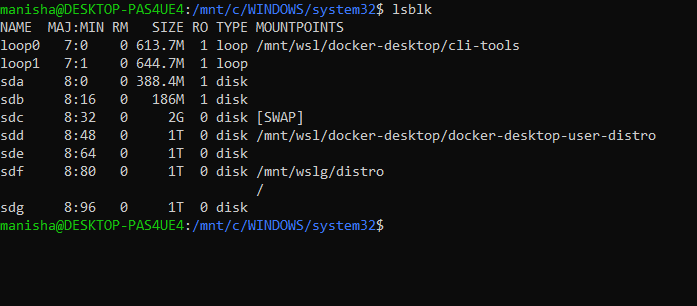 manisha@DESKTOP-PAS4UE4:/mnt/c/WINDOWS/system32$ lsblk
NAME  MAJ:MIN RM   SIZE RO TYPE MOUNTPOINTS
loop0   7:0    0 613.7M  1 loop /mnt/wsl/docker-desktop/cli-tools
loop1   7:1    0 644.7M  1 loop
sda     8:0    0 388.4M  1 disk
sdb     8:16   0   186M  1 disk
sdc     8:32   0     2G  0 disk [SWAP]
sdd     8:48   0     1T  0 disk /mnt/wsl/docker-desktop/docker-desktop-user-distro
sde     8:64   0     1T  0 disk
sdf     8:80   0     1T  0 disk /mnt/wslg/distro
                                /
sdg     8:96   0     1T  0 disk
manisha@DESKTOP-PAS4UE4:/mnt/c/WINDOWS/system32$